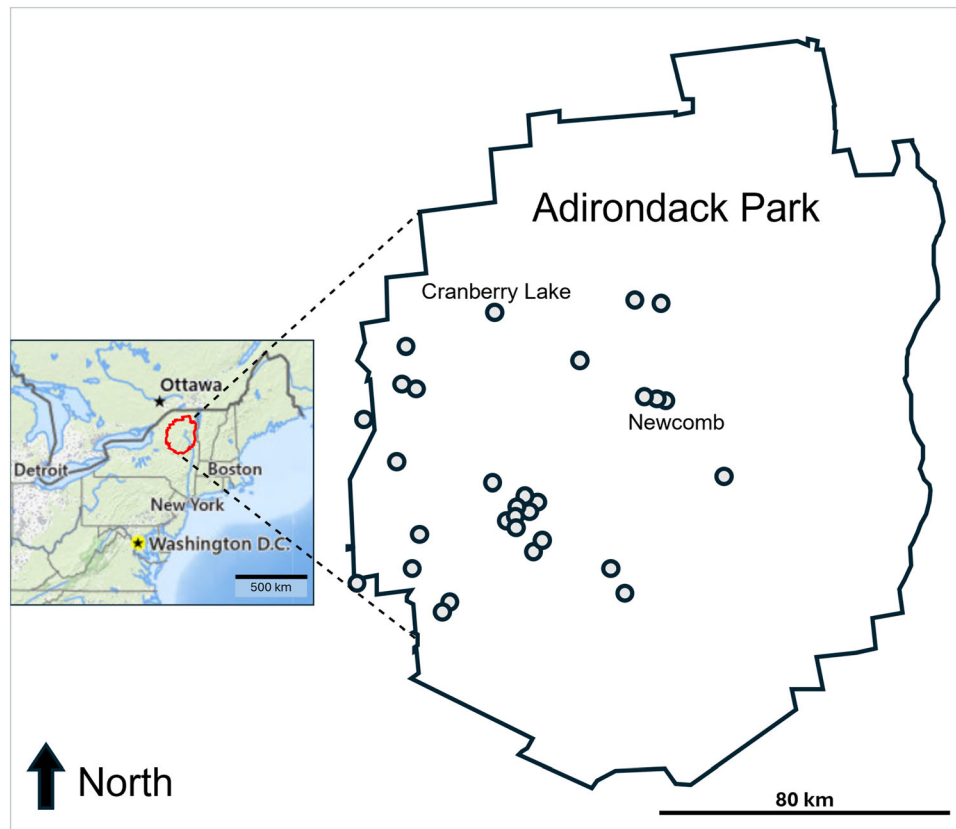 Adirondack Park
Cranberry Lake
Newcomb
Ottawa
Detroit
Boston
New York
Washington D.C.
500 km
North
80 km